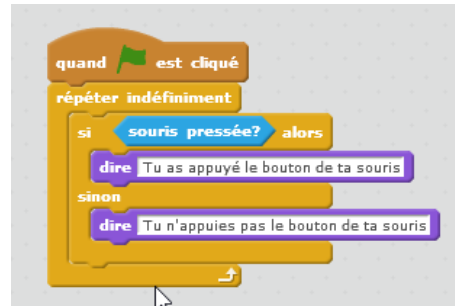 quand est cliqué
répéter indéfiniment
si souris pressée? alors
dire Tu as appuyé le bouton de ta souris
sinon
dire Tu n'appuies pas le bouton de ta souris